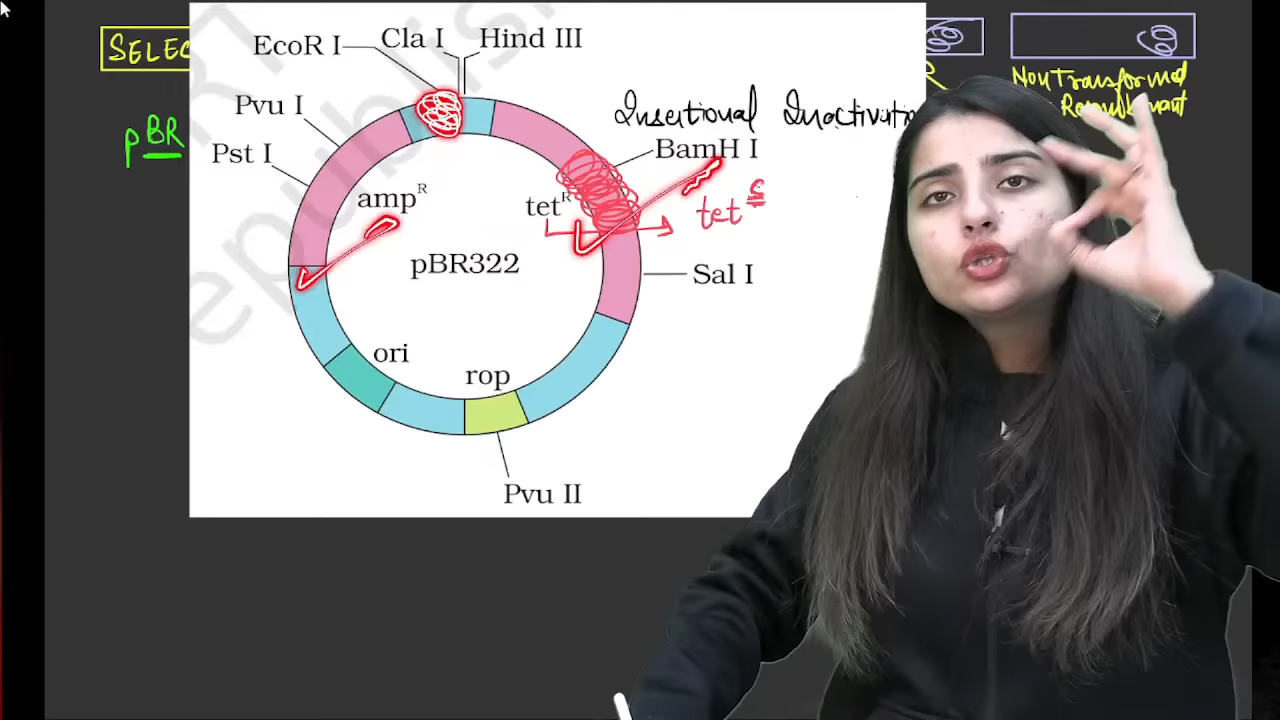 SELEC
EcoR I
Cla I
Hind III
Non Transformed
Pvu I
Insertional Inactivation
pBR
Pst I
BamH I
amp^R
tet^R
tet^S
pBR322
Sal I
ori
rop
Pvu II